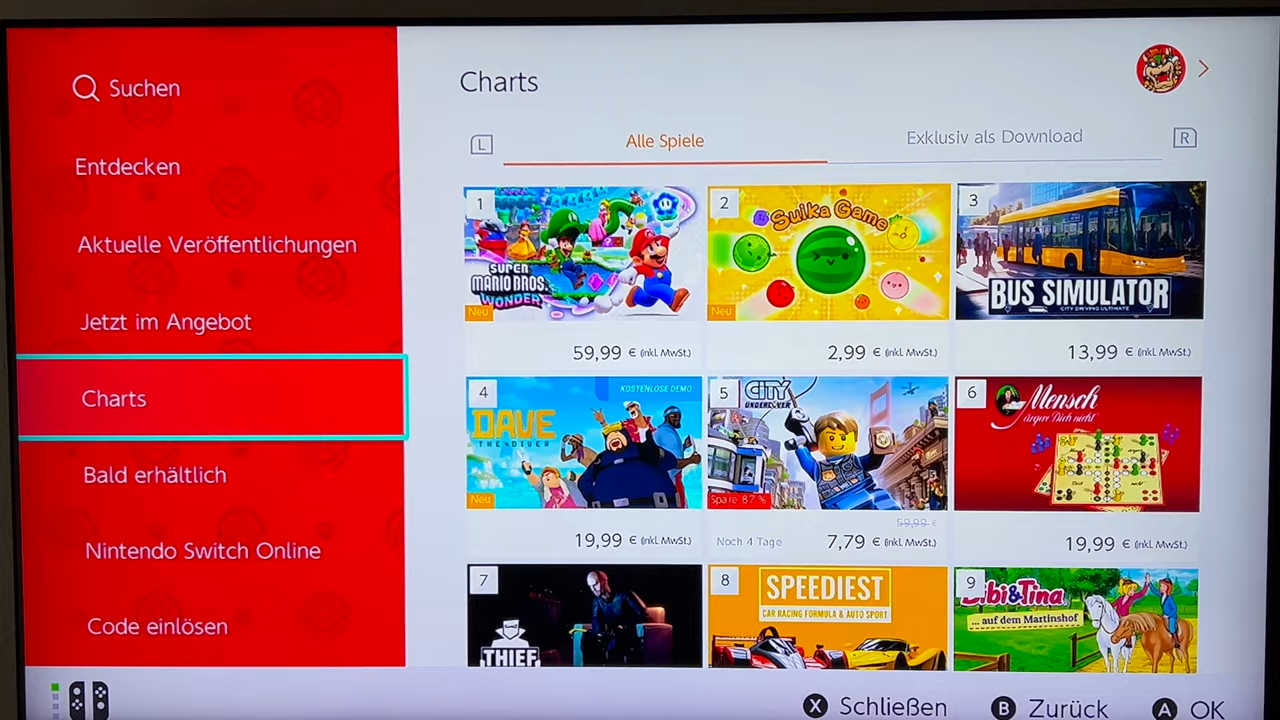 Suchen
Entdecken
Aktuelle Veröffentlichungen
Jetzt im Angebot
Charts
Bald erhältlich
Nintendo Switch Online
Code einlösen
Charts
L
Alle Spiele
Exklusiv als Download
R
1
SUPER
MARIO BROS.
WONDER
Neu
59,99 € (inkl. MwSt.)
2
Suika Game
Neu
2,99 € (inkl. MwSt.)
3
BUS SIMULATOR
CITY DRIVING ULTIMATE
13,99 € (inkl. MwSt.)
4
KOSTENLOSE DEMO
DAVE
THE DIVER
Neu
19,99 € (inkl. MwSt.)
5
CITY
UNDERCOVER
Spare 87 %
59,99 €
Noch 4 Tage
7,79 € (inkl. MwSt.)
6
Mensch
ärgere Dich nicht
19,99 € (inkl. MwSt.)
7
THIEF
8
SPEEDIEST
CAR RACING FORMULA & AUTO SPORT
9
Bibi&Tina
... auf dem Martinshof
X Schließen
B Zurück
A OK